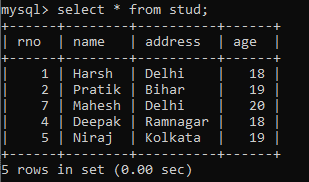 mysql> select * from stud;
+------+--------+----------+------+
| rno  | name   | address  | age  |
+------+--------+----------+------+
|    1 | Harsh  | Delhi    |   18 |
|    2 | Pratik | Bihar    |   19 |
|    7 | Mahesh | Delhi    |   20 |
|    4 | Deepak | Ramnagar |   18 |
|    5 | Niraj  | Kolkata  |   19 |
+------+--------+----------+------+
5 rows in set (0.00 sec)